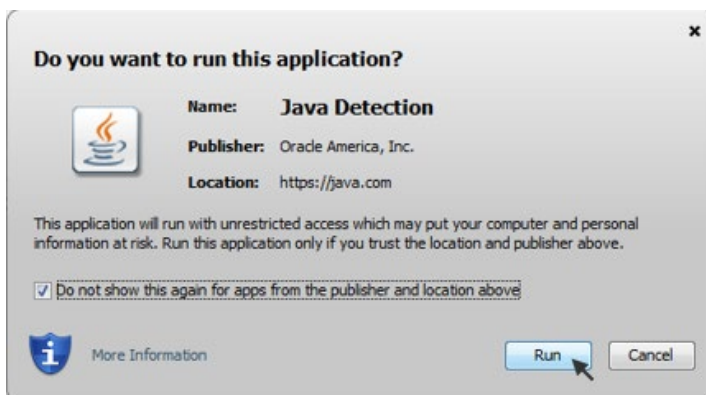 Do you want to run this application?
Name: Java Detection
Publisher: Oracle America, Inc.
Location: https://java.com
This application will run with unrestricted access which may put your computer and personal
information at risk. Run this application only if you trust the location and publisher above.
Do not show this again for apps from the publisher and location above
More Information
Run
Cancel